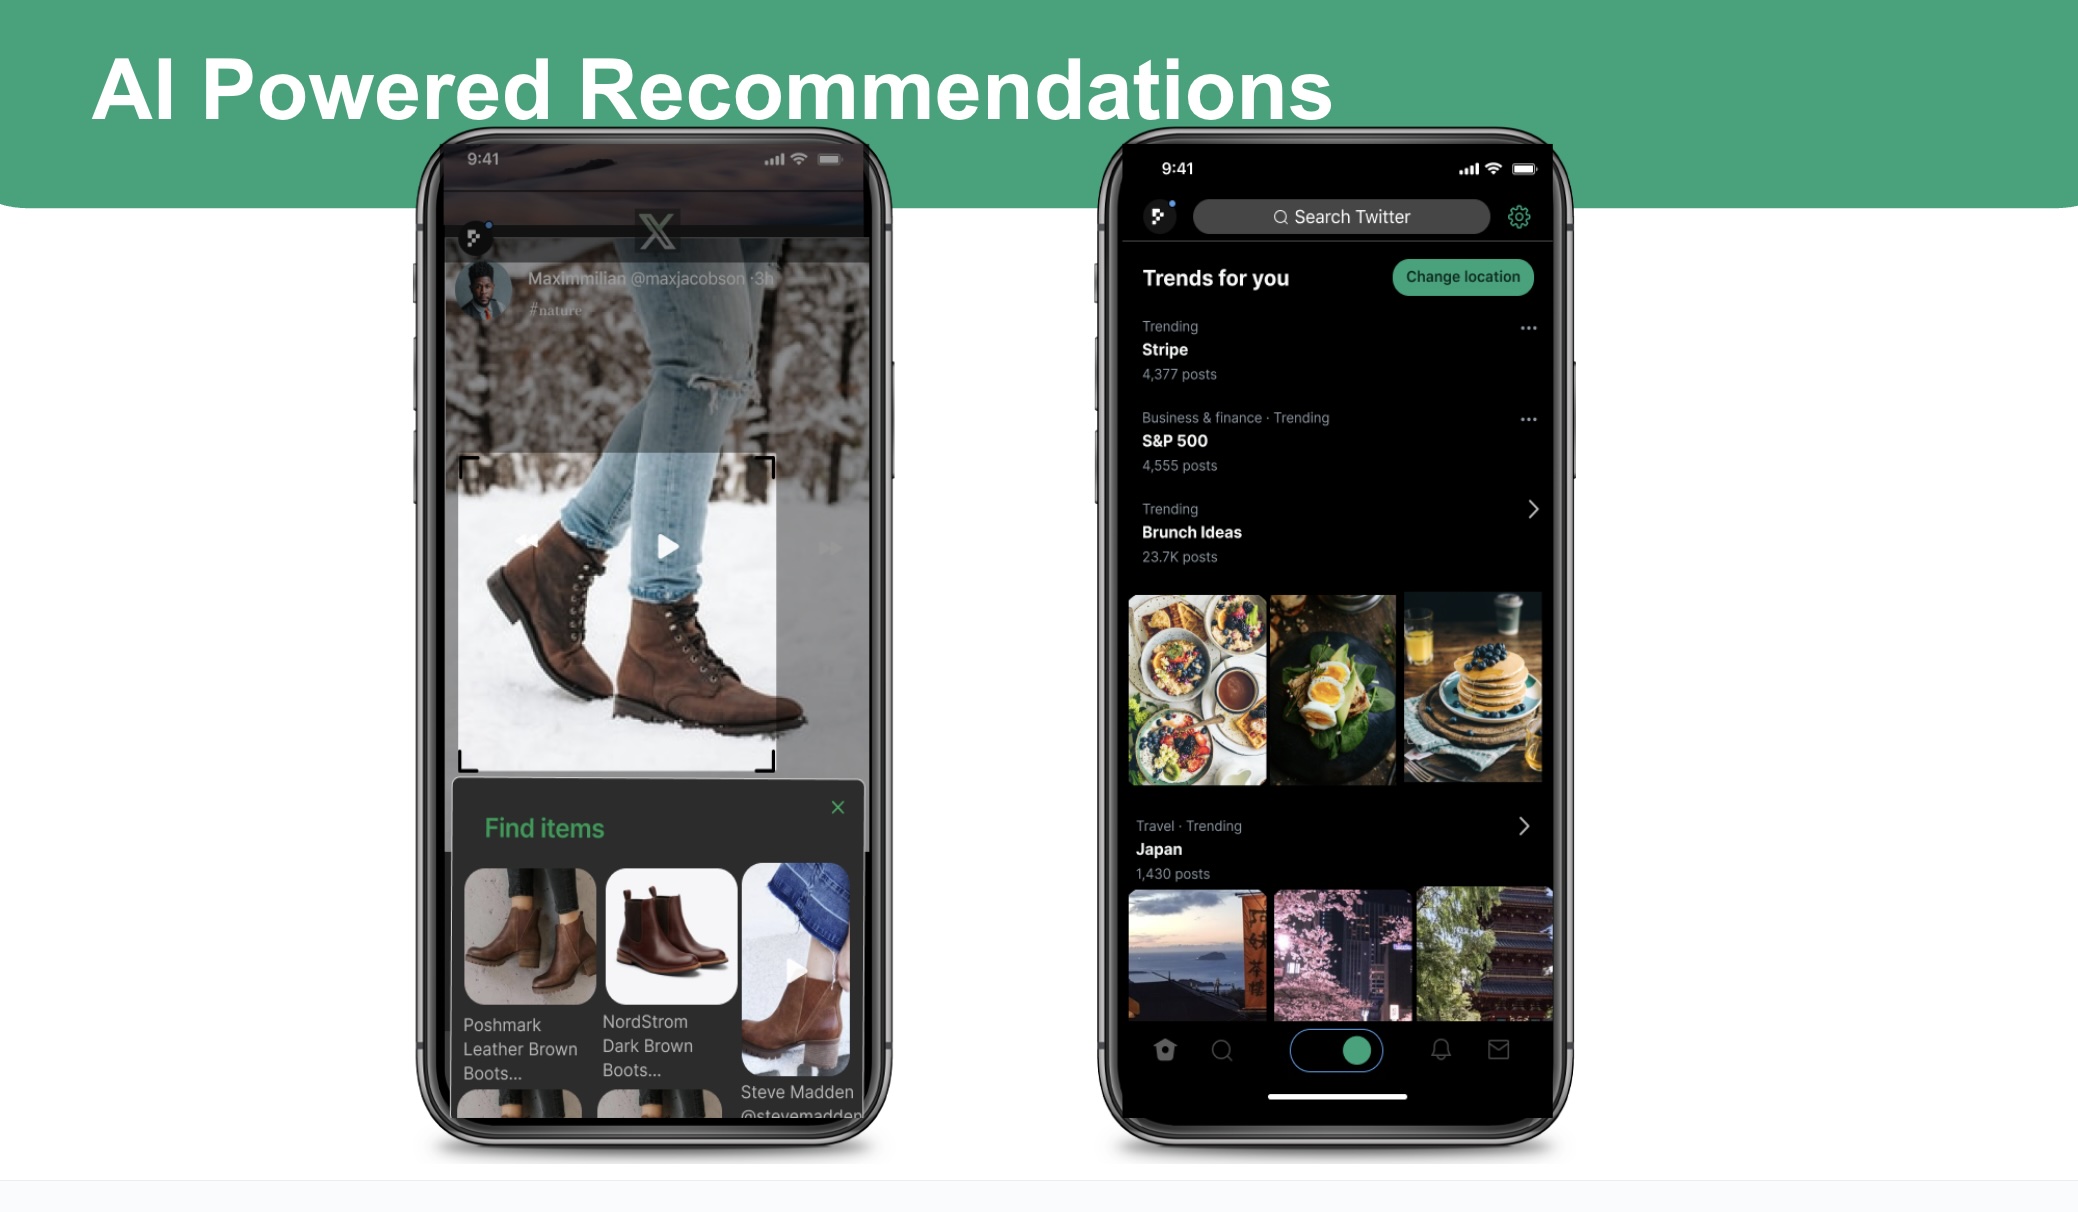 AI Powered Recommendations
9:41
X
Maximmilian @maxjacobson ·3h
#nature
Find items
Poshmark
Leather Brown
Boots...
NordStrom
Dark Brown
Boots...
Steve Madden
@stevemadden
9:41
Search Twitter
Trends for you
Change location
Trending
Stripe
4,377 posts
Business & finance · Trending
S&P 500
4,555 posts
Trending
Brunch Ideas
23.7K posts
Travel · Trending
Japan
1,430 posts